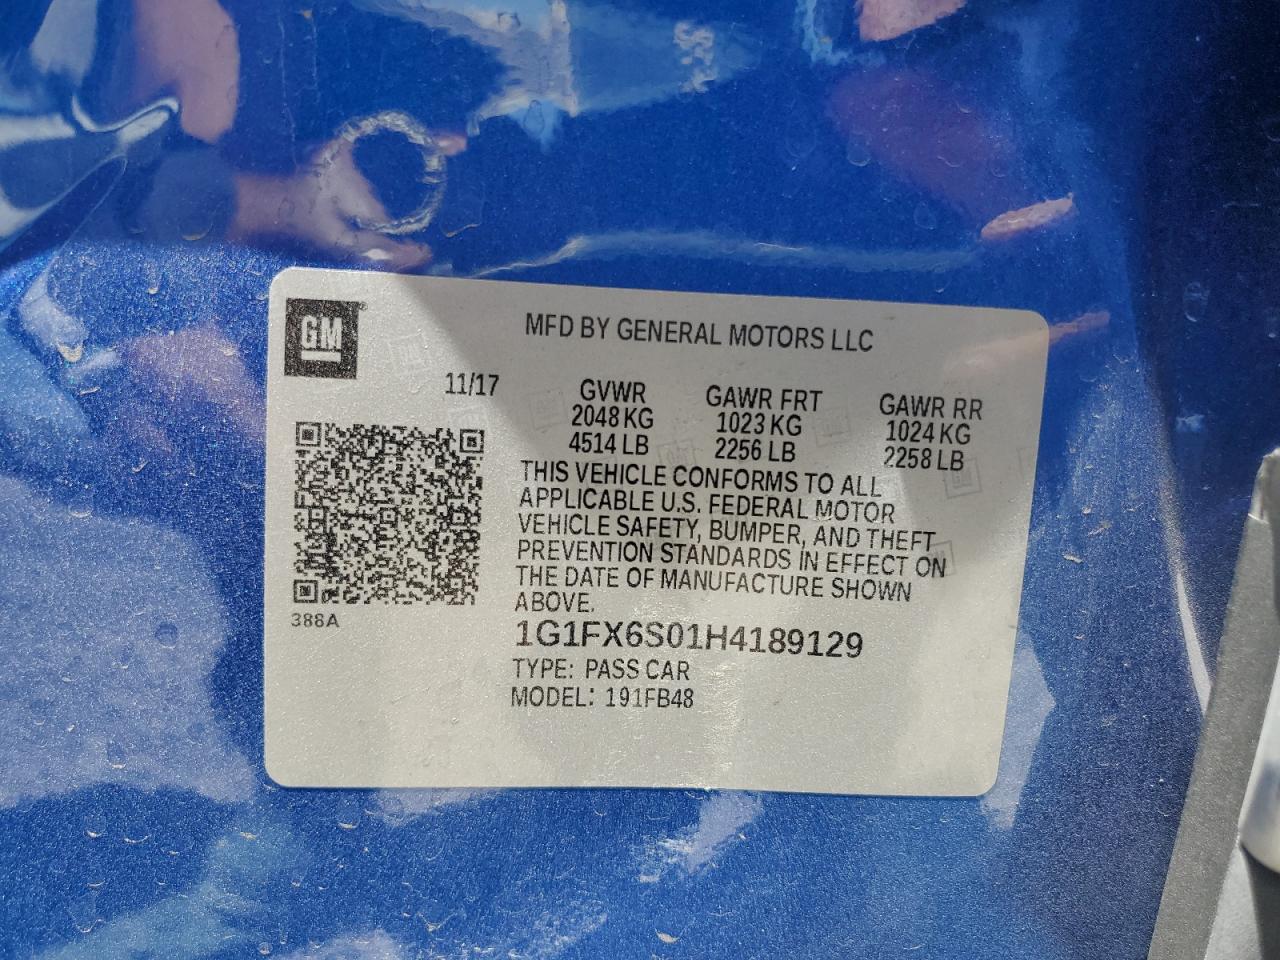 GM
MFD BY GENERAL MOTORS LLC
11/17
GVWR GAWR FRT GAWR RR
2048 KG 1023 KG 1024 KG
4514 LB 2256 LB 2258 LB
THIS VEHICLE CONFORMS TO ALL
APPLICABLE U.S. FEDERAL MOTOR
VEHICLE SAFETY, BUMPER, AND THEFT
PREVENTION STANDARDS IN EFFECT ON
THE DATE OF MANUFACTURE SHOWN
ABOVE.
388A
1G1FX6S01H4189129
TYPE: PASS CAR
MODEL: 191FB48